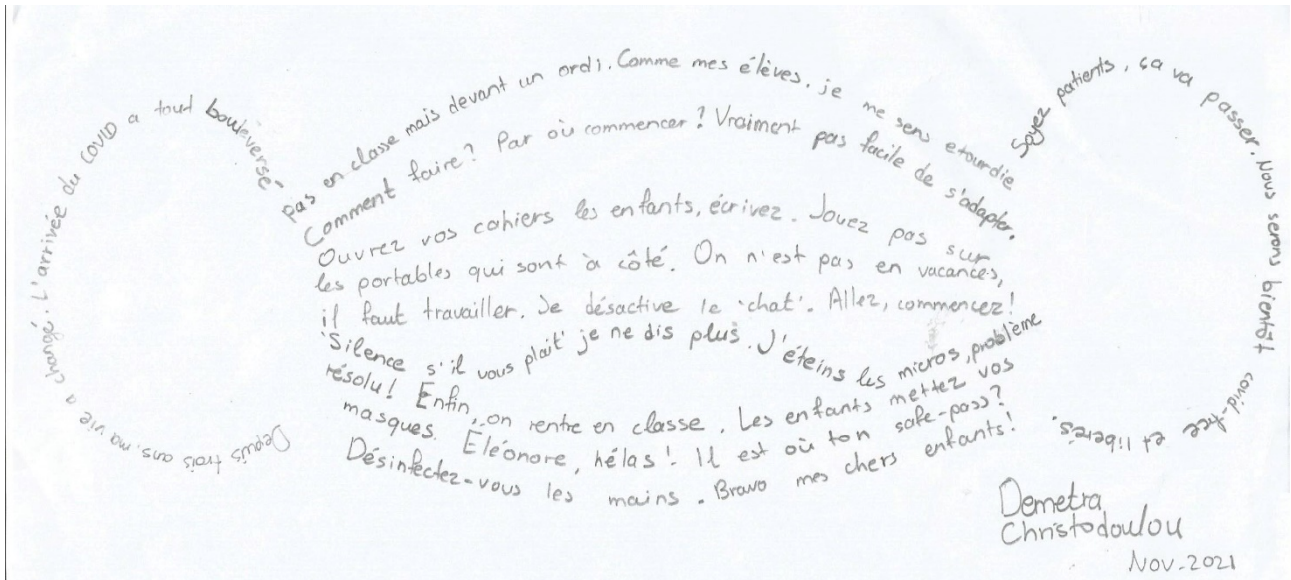 Depuis trois ans, ma vie a changé. L'arrivée du COVID a tout bouleversé
pas en classe mais devant un ordi. Comme mes élèves, je me sens etourdie
Comment faire? Par où commencer? Vraiment pas facile de s'adapter.
Ouvrez vos cahiers les enfants, écrivez. Jouez pas sur
les portables qui sont à côté. On n'est pas en vacances,
il faut travailler. Je désactive le 'chat'. Allez, commencez!
'Silence s'il vous plait' je ne dis plus. J'éteins les micros, problème
résolu! Enfin, on rentre en classe. Les enfants mettez vos
masques. Eléonore, hélas! Il est où ton safe-pass?
Désinfectez-vous les mains. Bravo mes chers enfants!
Soyez patients, ça va passer. Nous serons bientôt covid-free et libérés.
Demetra
Christodoulou
Nov-2021